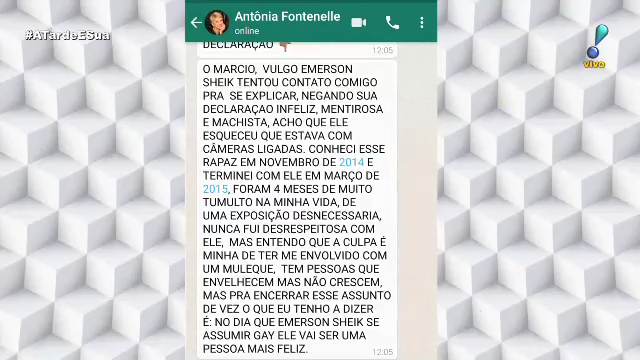 #ATardeÉSua
Antônia Fontenelle
online
DECLARAÇÃO
12:05
O MARCIO, VULGO EMERSON
SHEIK TENTOU CONTATO COMIGO
PRA SE EXPLICAR, NEGANDO SUA
DECLARAÇAO INFELIZ, MENTIROSA
E MACHISTA, ACHO QUE ELE
ESQUECEU QUE ESTAVA COM
CÂMERAS LIGADAS. CONHECI ESSE
RAPAZ EM NOVEMBRO DE 2014 E
TERMINEI COM ELE EM MARÇO DE
2015, FORAM 4 MESES DE MUITO
TUMULTO NA MINHA VIDA, DE
UMA EXPOSIÇÃO DESNECESSARIA,
NUNCA FUI DESRESPEITOSA COM
ELE, MAS ENTENDO QUE A CULPA É
MINHA DE TER ME ENVOLVIDO COM
UM MULEQUE, TEM PESSOAS QUE
ENVELHECEM MAS NÃO CRESCEM,
MAS PRA ENCERRAR ESSE ASSUNTO
DE VEZ O QUE EU TENHO A DIZER
É: NO DIA QUE EMERSON SHEIK SE
ASSUMIR GAY ELE VAI SER UMA
PESSOA MAIS FELIZ.
12:05
vivo